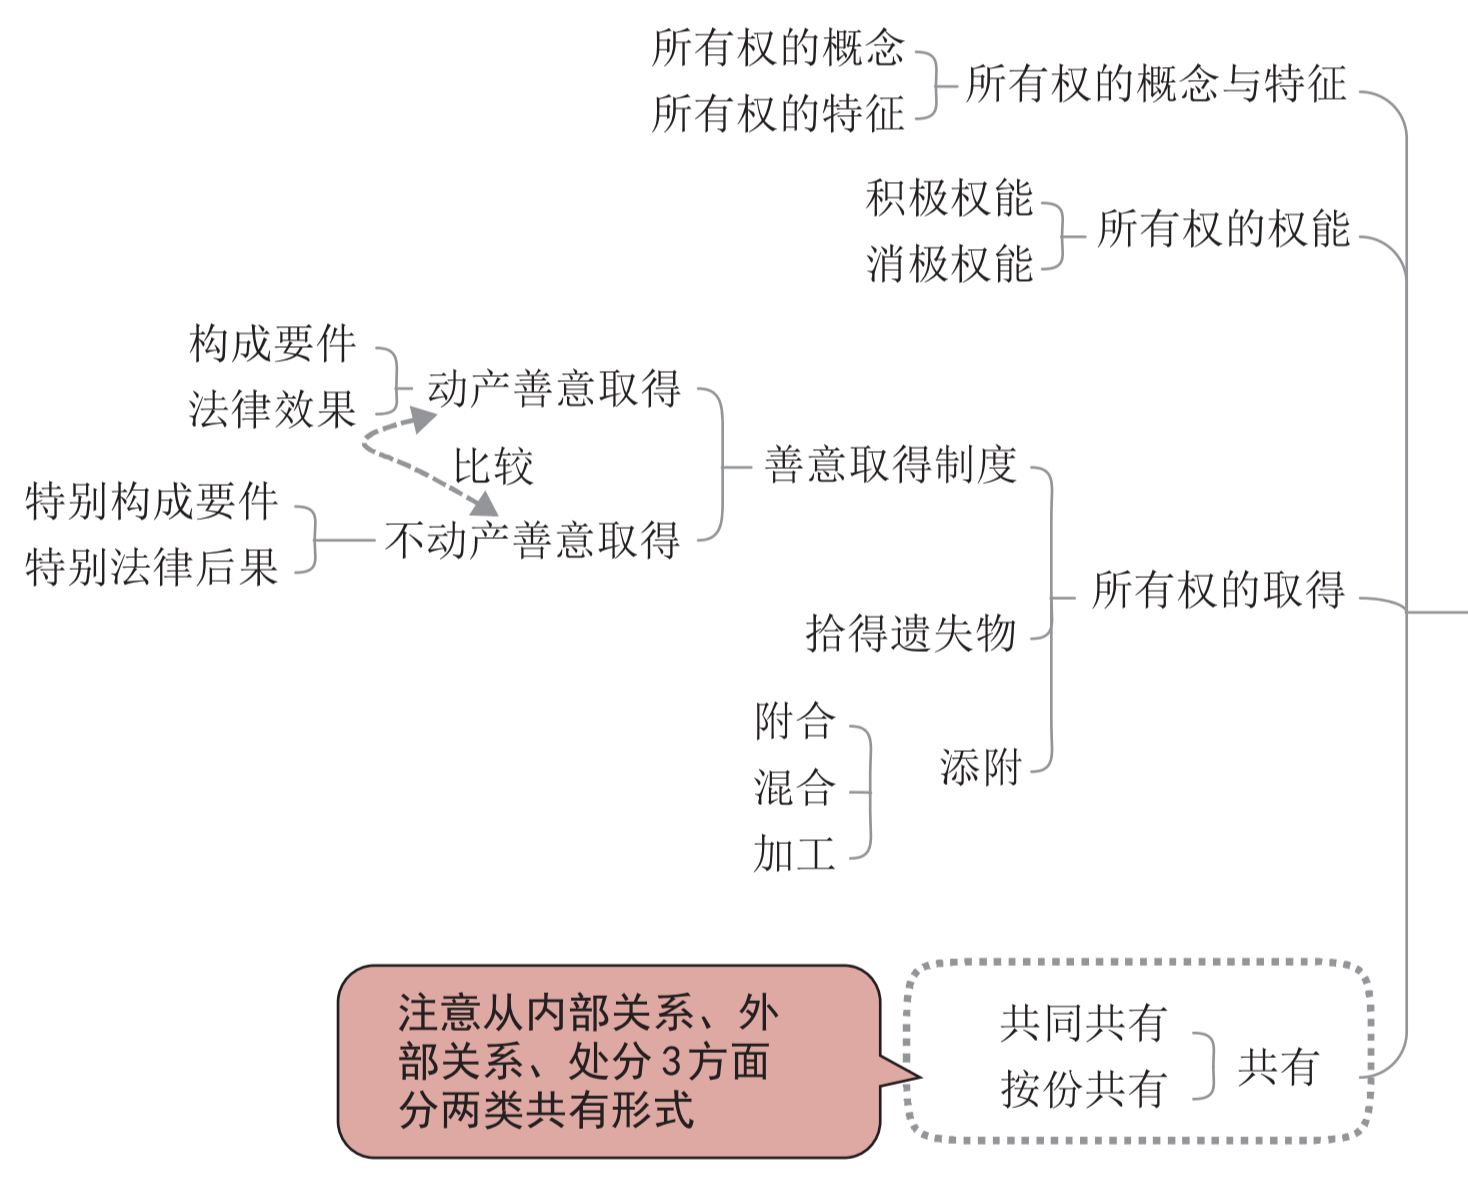 所有权的概念
所有权的概念与特征
所有权的特征
积极权能
所有权的权能
消极权能
构成要件
动产善意取得
法律效果
比较
善意取得制度
特别构成要件
不动产善意取得
特别法律后果
所有权的取得
拾得遗失物
附合
添附
混合
加工
注意从内部关系、外
部关系、处分3方面
分两类共有形式
共同共有
共有
按份共有